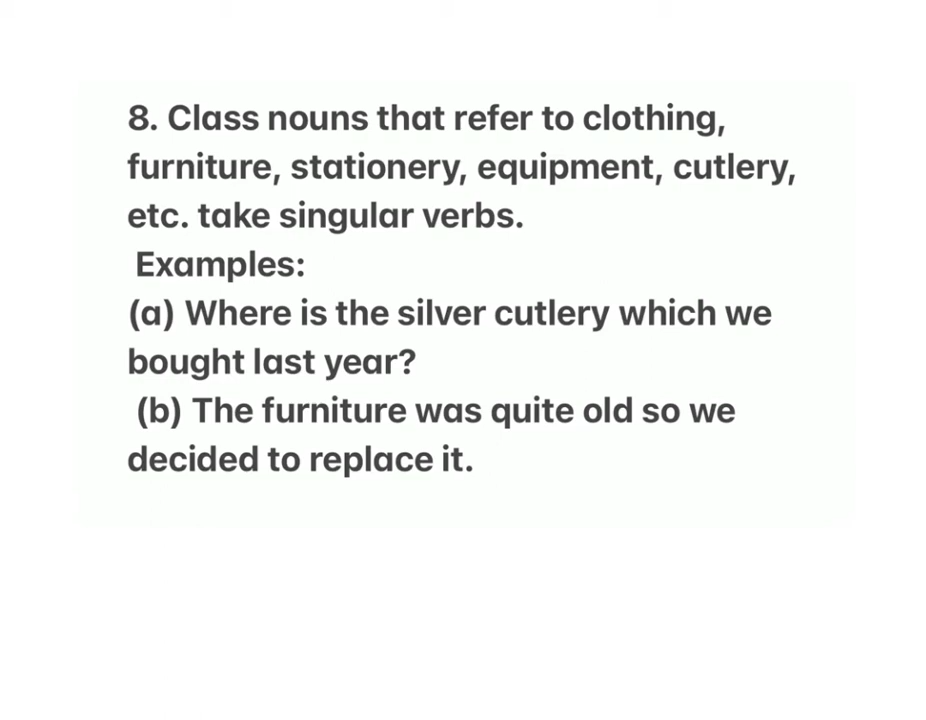 8. Class nouns that refer to clothing,
furniture, stationery, equipment, cutlery,
etc. take singular verbs.
Examples:
(a) Where is the silver cutlery which we
bought last year?
(b) The furniture was quite old so we
decided to replace it.